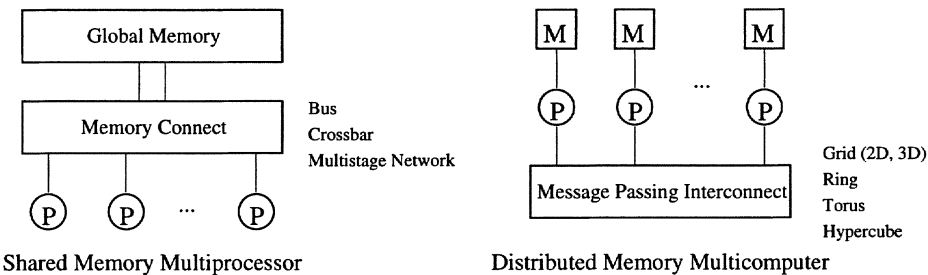 Global Memory
Memory Connect
Bus
Crossbar
Multistage Network
P P ... P
Shared Memory Multiprocessor
M M M
...
P P P
Message Passing Interconnect
Grid (2D, 3D)
Ring
Torus
Hypercube
Distributed Memory Multicomputer